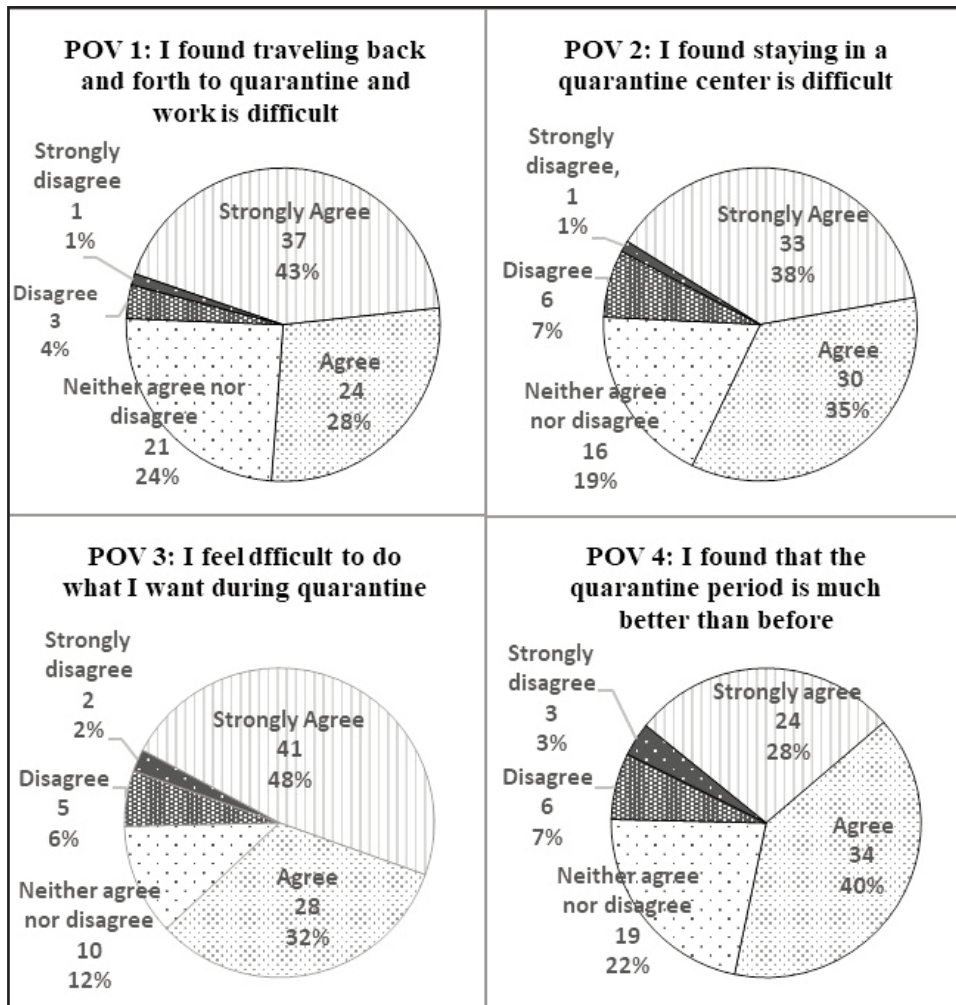 POV 1: I found traveling back
and forth to quarantine and
work is difficult
Strongly
disagree
1
1%
Strongly Agree
37
43%
Disagree
3
4%
Agree
24
28%
Neither agree nor
disagree
21
24%
POV 2: I found staying in a
quarantine center is difficult
Strongly
disagree,
1
1%
Strongly Agree
33
38%
Disagree
6
7%
Agree
30
35%
Neither agree
nor disagree
16
19%
POV 3: I feel dfficult to do
what I want during quarantine
Strongly
disagree
2
2%
Strongly Agree
41
48%
Disagree
5
6%
Agree
28
32%
Neither agree
nor disagree
10
12%
POV 4: I found that the
quarantine period is much
better than before
Strongly
disagree
3
3%
Strongly agree
24
28%
Disagree
6
7%
Agree
34
40%
Neither agree
nor disagree
19
22%